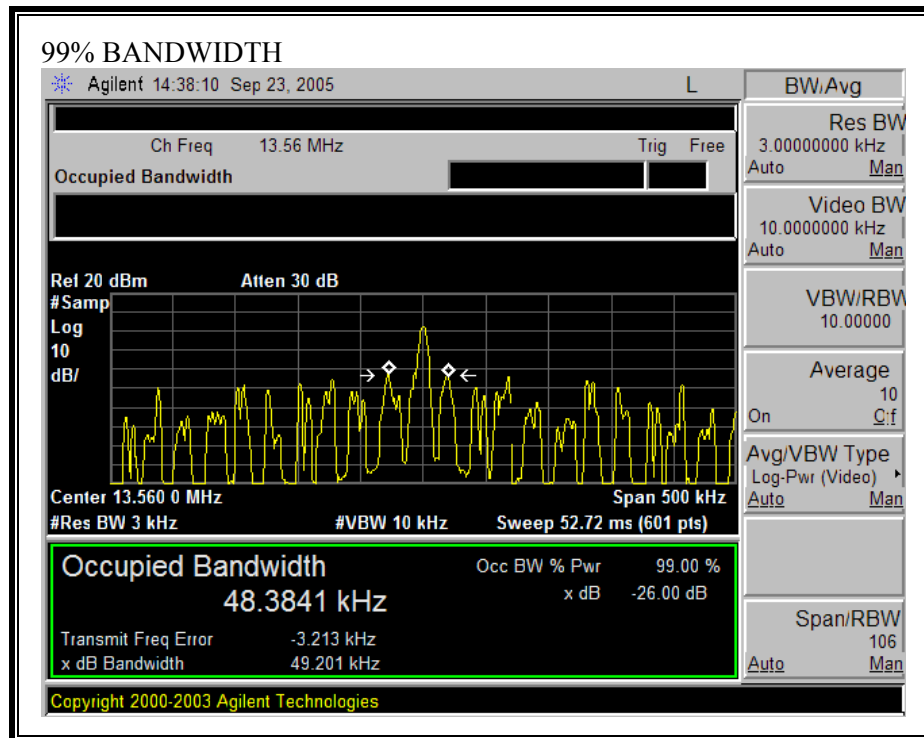 99% BANDWIDTH
Agilent 14:38:10 Sep 23, 2005 L
Ch Freq 13.56 MHz Trig Free
Occupied Bandwidth
Ref 20 dBm Atten 30 dB
#Samp
Log
10
dB/
Center 13.560 0 MHz Span 500 kHz
#Res BW 3 kHz #VBW 10 kHz Sweep 52.72 ms (601 pts)
Occupied Bandwidth
48.3841 kHz
Occ BW % Pwr 99.00 %
x dB -26.00 dB
Transmit Freq Error -3.213 kHz
x dB Bandwidth 49.201 kHz
Copyright 2000-2003 Agilent Technologies
BW/Avg
Res BW
3.00000000 kHz
Auto Man
Video BW
10.0000000 kHz
Auto Man
VBW/RBW
10.00000
Average
10
On
Avg/VBW Type
Log-Pwr (Video)
Auto Man
Span/RBW
106
Auto Man